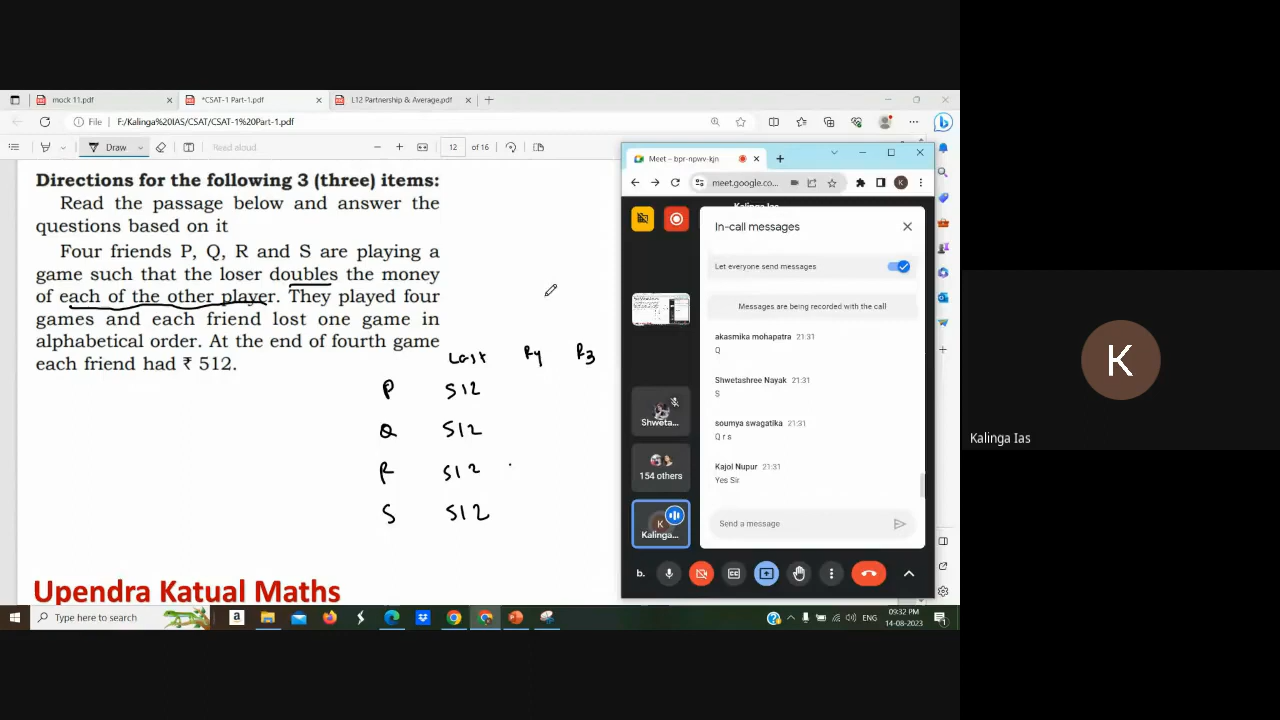 mock 11.pdf
*CSAT-1 Part-1.pdf
L12 Partnership & Average.pdf
File
F:/Kalinga%20IAS/CSAT/CSAT-1%20Part-1.pdf
Draw
Read aloud
12 of 16
Directions for the following 3 (three) items:
Read the passage below and answer the
questions based on it
Four friends P, Q, R and S are playing a
game such that the loser doubles the money
of each of the other player. They played four
games and each friend lost one game in
alphabetical order. At the end of fourth game
each friend had ₹ 512.
Last R4 R3
P 512
Q 512
R 512
S 512
Upendra Katual Maths
Meet – bpr-npwv-kjn
meet.google.co...
K
Kalinga Ias
In-call messages
Let everyone send messages
Messages are being recorded with the call
akasmika mohapatra 21:31
Q
Shwetashree Nayak 21:31
S
soumya swagatika 21:31
Q r s
Kajol Nupur 21:31
Yes Sir
Send a message
Shweta...
154 others
K
Kalinga...
b.
Type here to search
ENG
09:32 PM
14-08-2023
K
Kalinga Ias